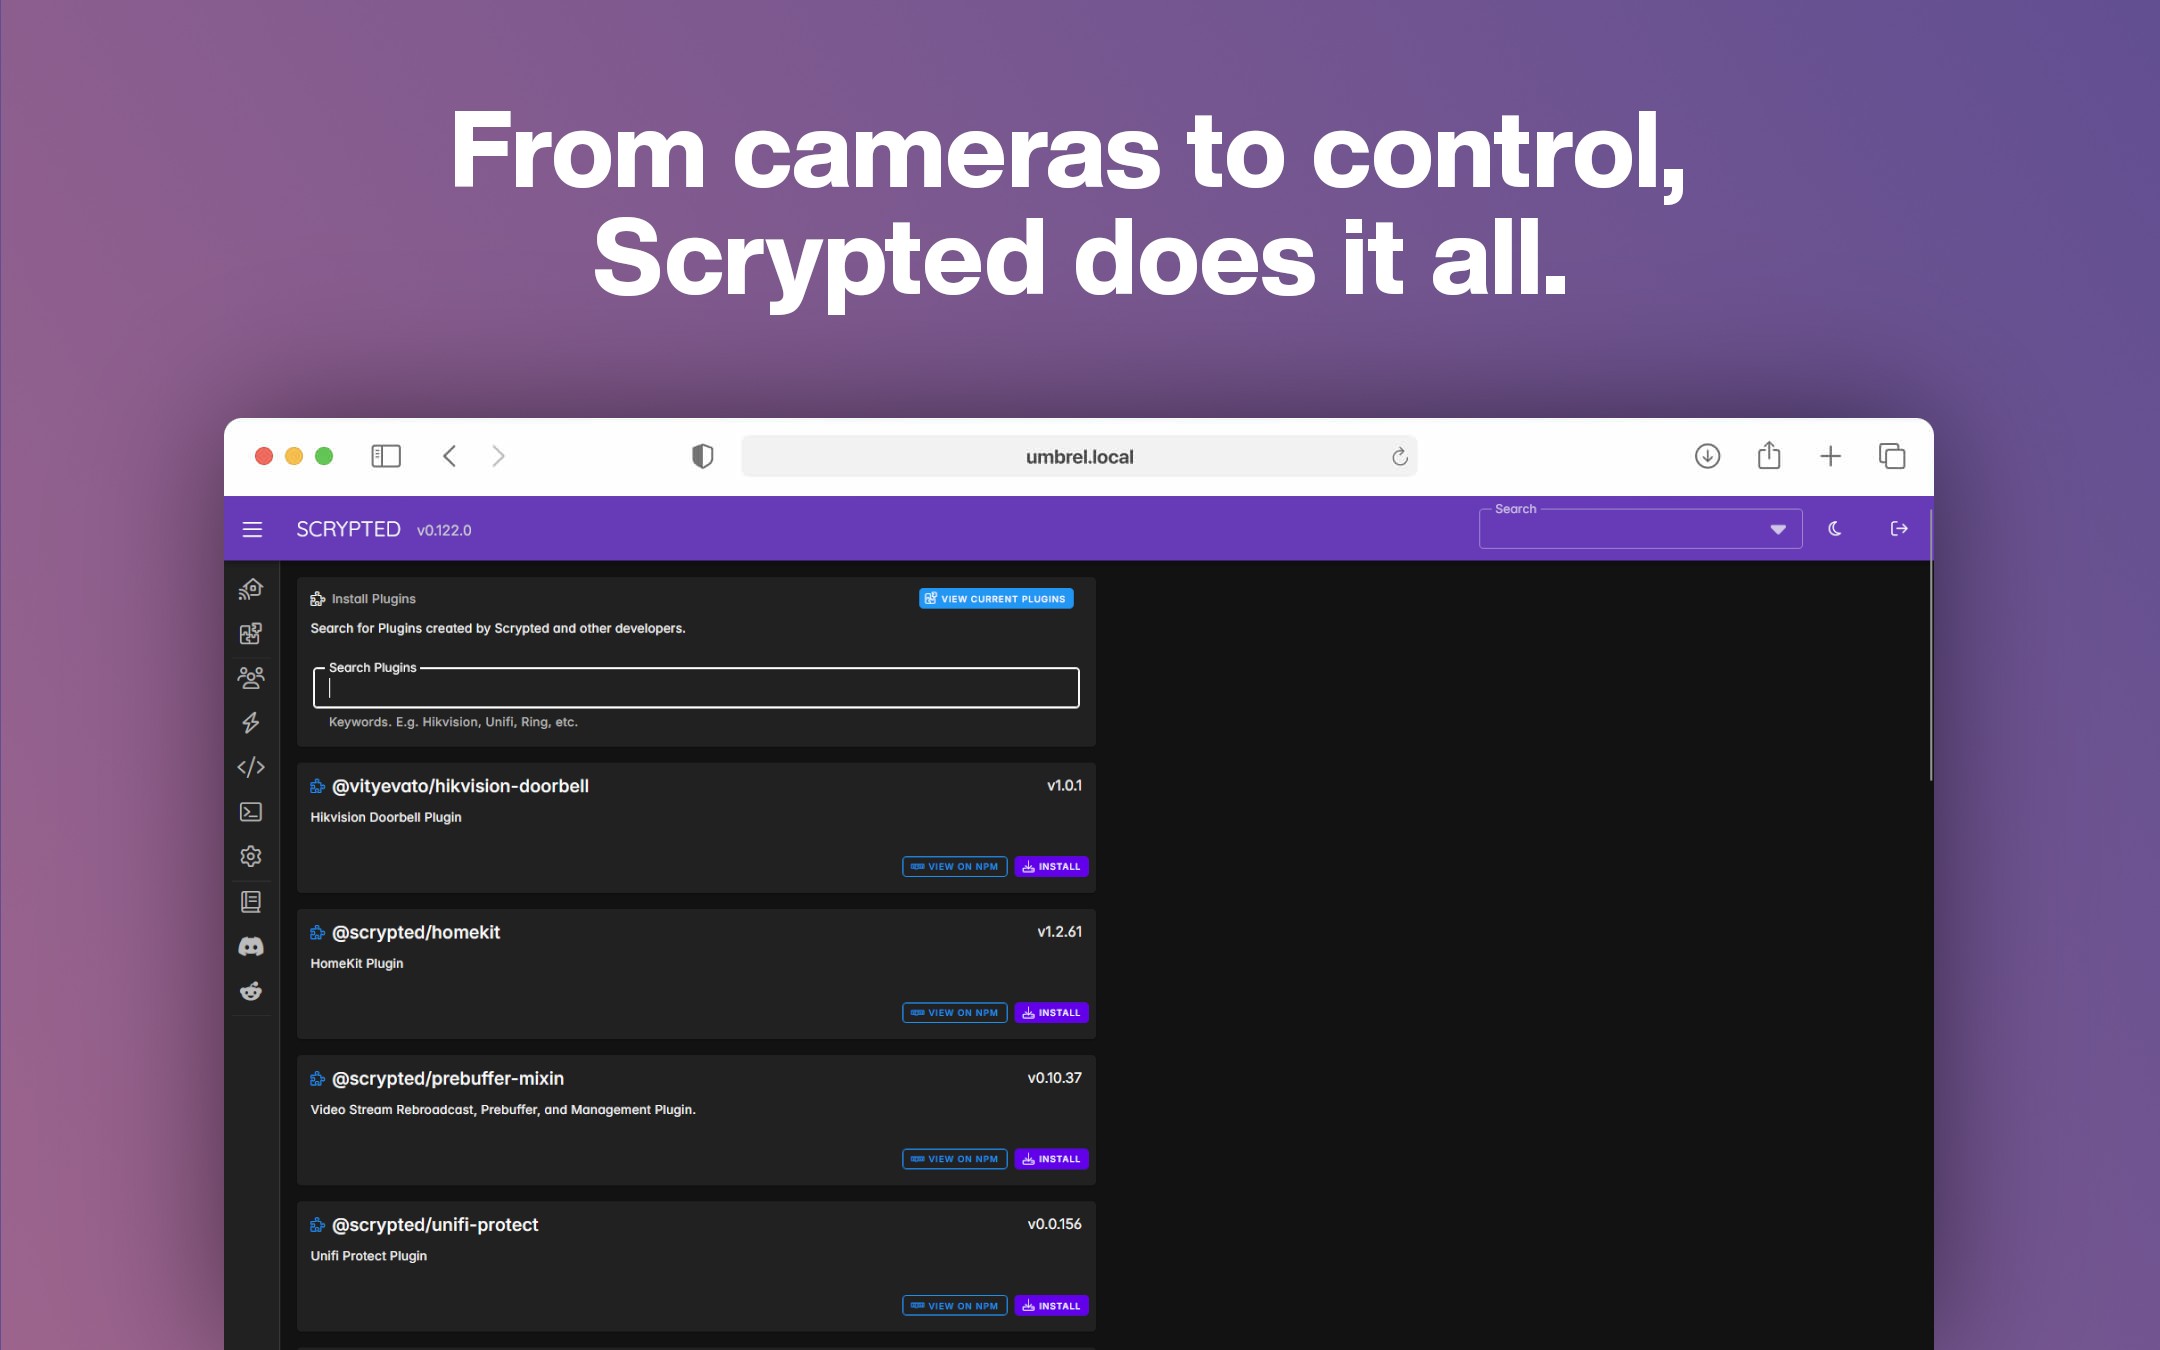 From cameras to control,
Scrypted does it all.
umbrel.local
SCRYPTED v0.122.0
Search
Install Plugins
VIEW CURRENT PLUGINS
Search for Plugins created by Scrypted and other developers.
Search Plugins
Keywords. E.g. Hikvision, Unifi, Ring, etc.
@vityevato/hikvision-doorbell v1.0.1
Hikvision Doorbell Plugin
VIEW ON NPM INSTALL
@scrypted/homekit v1.2.61
HomeKit Plugin
VIEW ON NPM INSTALL
@scrypted/prebuffer-mixin v0.10.37
Video Stream Rebroadcast, Prebuffer, and Management Plugin.
VIEW ON NPM INSTALL
@scrypted/unifi-protect v0.0.156
Unifi Protect Plugin
VIEW ON NPM INSTALL